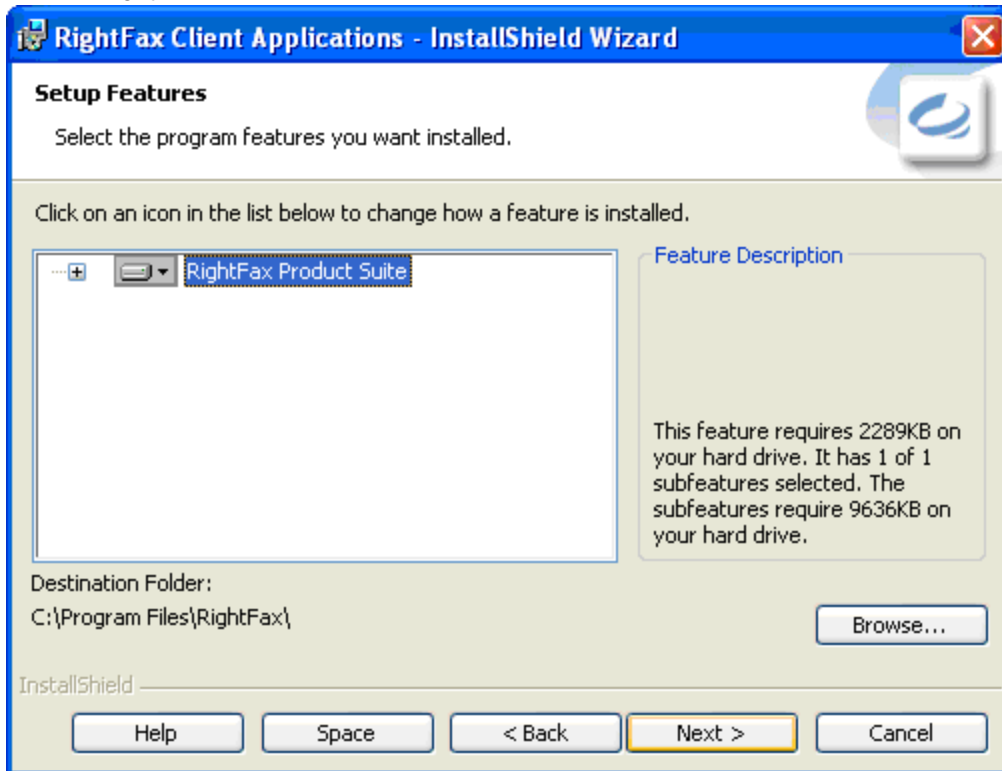 RightFax Client Applications - InstallShield Wizard
Setup Features
Select the program features you want installed.
Click on an icon in the list below to change how a feature is installed.
RightFax Product Suite
Feature Description
This feature requires 2289KB on
your hard drive. It has 1 of 1
subfeatures selected. The
subfeatures require 9636KB on
your hard drive.
Destination Folder:
C:\Program Files\RightFax\
Browse...
InstallShield
Help
Space
< Back
Next >
Cancel